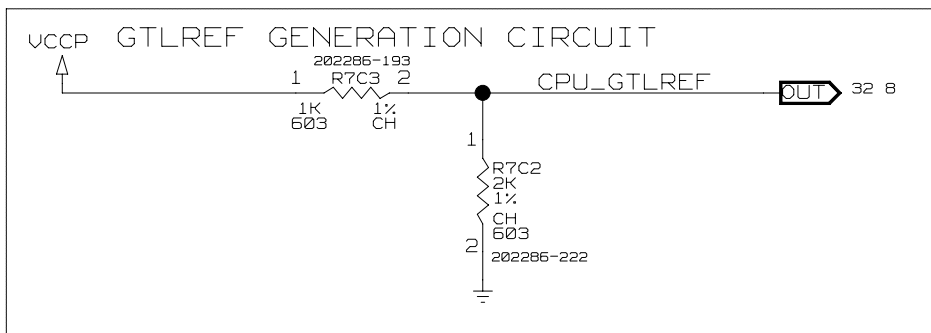 VCCP GTLREF GENERATION CIRCUIT
202286-193
1 R7C3 2
1K 1%
603 CH
CPU_GTLREF
OUT 32 8
1
R7C2
2K
1%
CH
603
2
202286-222